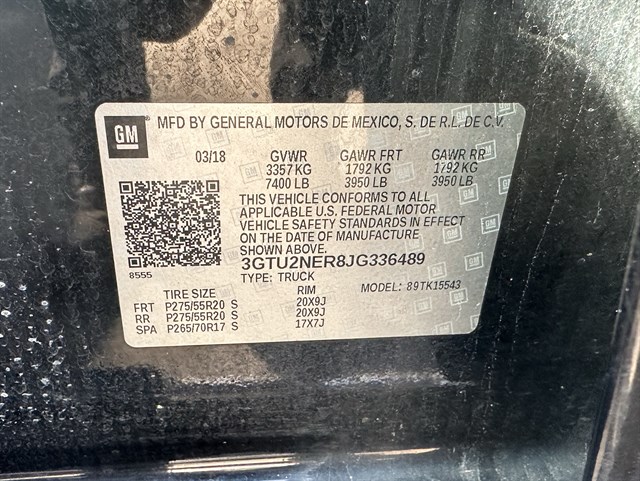 GM ® MFD BY GENERAL MOTORS DE MEXICO, S. DE R.L. DE C.V.
03/18 GVWR GAWR FRT GAWR RR
3357 KG 1792 KG 1792 KG
7400 LB 3950 LB 3950 LB
THIS VEHICLE CONFORMS TO ALL
APPLICABLE U.S. FEDERAL MOTOR
VEHICLE SAFETY STANDARDS IN EFFECT
ON THE DATE OF MANUFACTURE
SHOWN ABOVE.
8555 3GTU2NER8JG336489
TYPE: TRUCK MODEL: 89TK15543
TIRE SIZE RIM
FRT P275/55R20 S 20X9J
RR P275/55R20 S 20X9J
SPA P265/70R17 S 17X7J